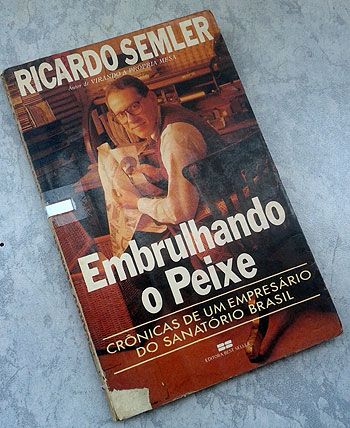 RICARDO SEMLER
Autor de VIRANDO A PRÓPRIA MESA
Embrulhando
o Peixe
CRÔNICAS DE UM EMPRESÁRIO
DO SANATÓRIO BRASIL
EDITORA BEST SELLER